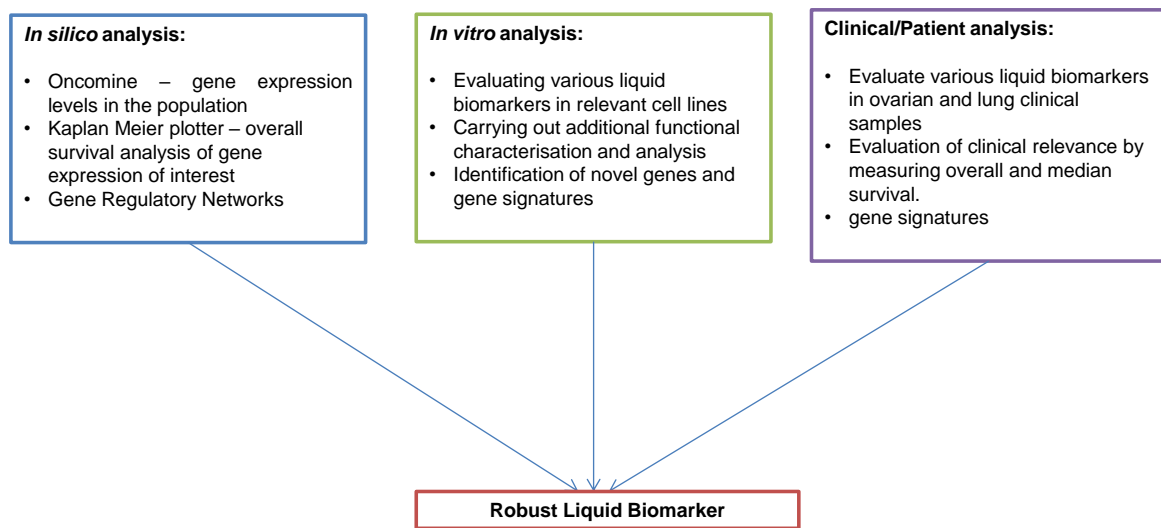 In silico analysis:
• Oncomine – gene expression
levels in the population
• Kaplan Meier plotter – overall
survival analysis of gene
expression of interest
• Gene Regulatory Networks
In vitro analysis:
• Evaluating various liquid
biomarkers in relevant cell lines
• Carrying out additional functional
characterisation and analysis
• Identification of novel genes and
gene signatures
Clinical/Patient analysis:
• Evaluate various liquid biomarkers
in ovarian and lung clinical
samples
• Evaluation of clinical relevance by
measuring overall and median
survival.
• gene signatures
Robust Liquid Biomarker